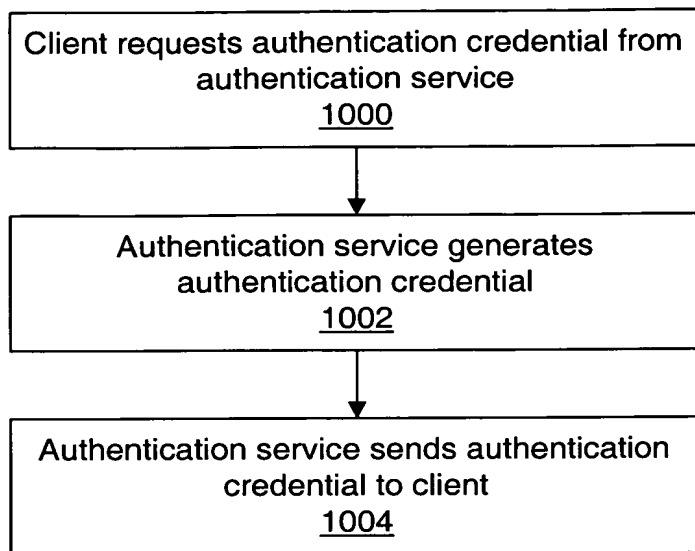 Client requests authentication credential from
authentication service
1000
Authentication service generates
authentication credential
1002
Authentication service sends authentication
credential to client
1004